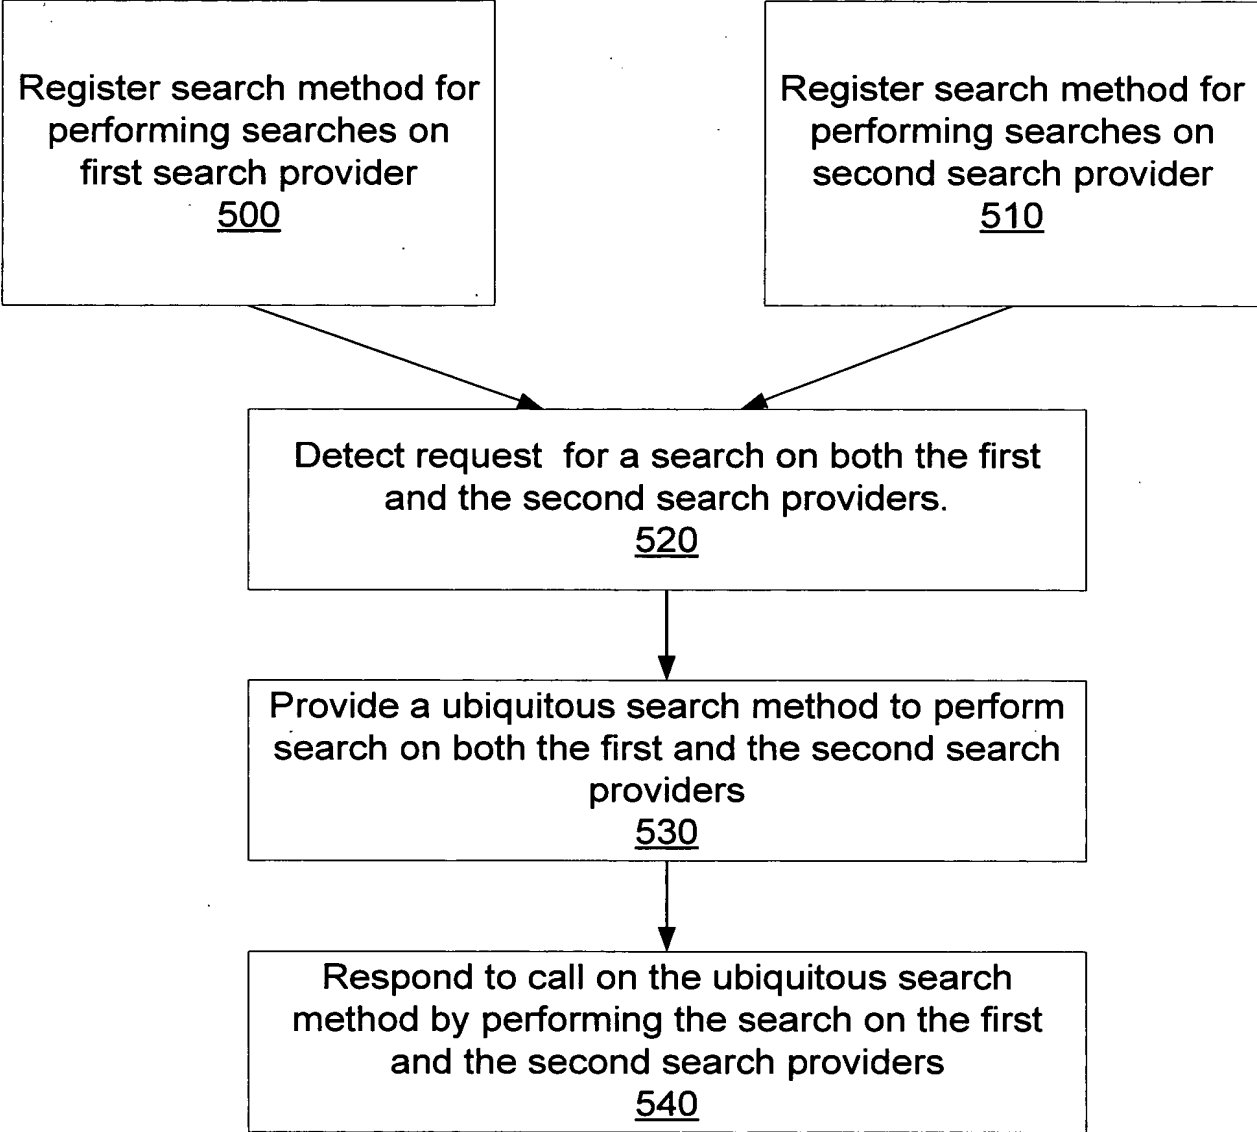 Register search method for
performing searches on
first search provider
500
Register search method for
performing searches on
second search provider
510
Detect request for a search on both the first
and the second search providers.
520
Provide a ubiquitous search method to perform
search on both the first and the second search
providers
530
Respond to call on the ubiquitous search
method by performing the search on the first
and the second search providers
540